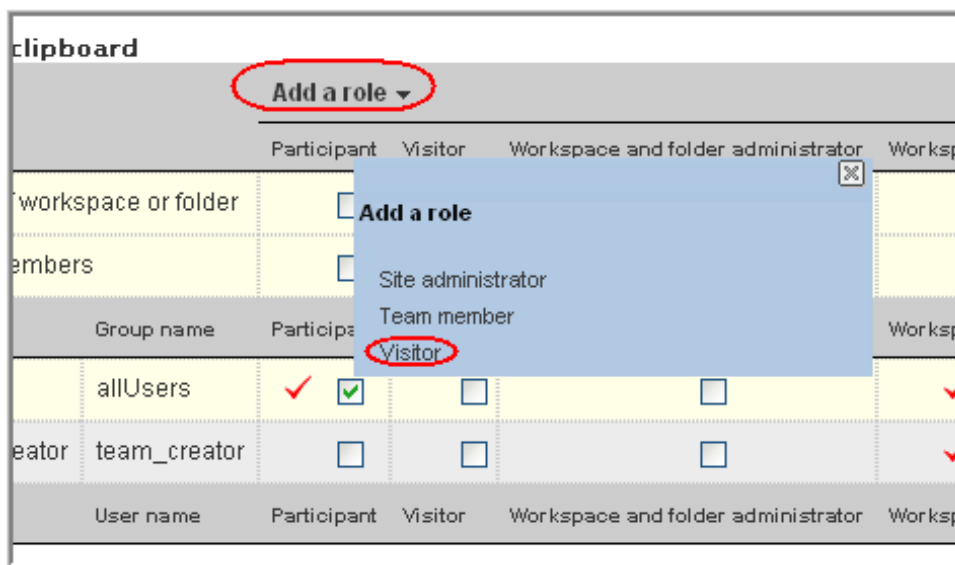 clipboard
Add a role
Participant Visitor Workspace and folder administrator Worksp
workspace or folder
Add a role
embers
Site administrator
Team member
Group name Participa Worksp
Visitor
allUsers
eator team_creator
User name Participant Visitor Workspace and folder administrator Worksp